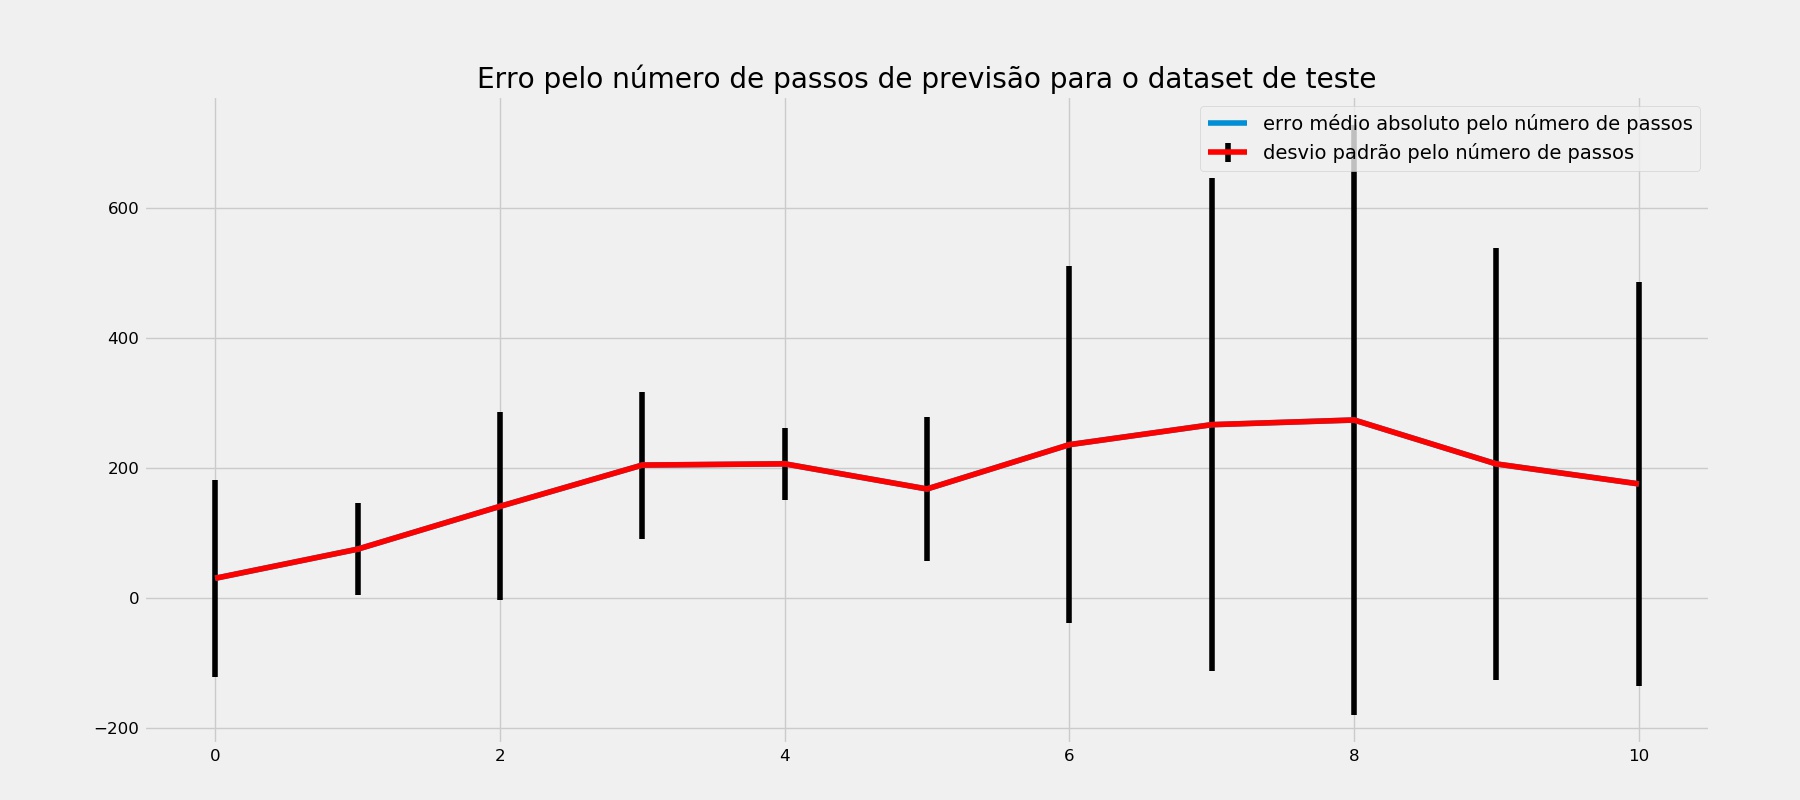 Erro pelo número de passos de previsão para o dataset de teste
erro médio absoluto pelo número de passos
desvio padrão pelo número de passos
600
400
200
0
−200
0 2 4 6 8 10